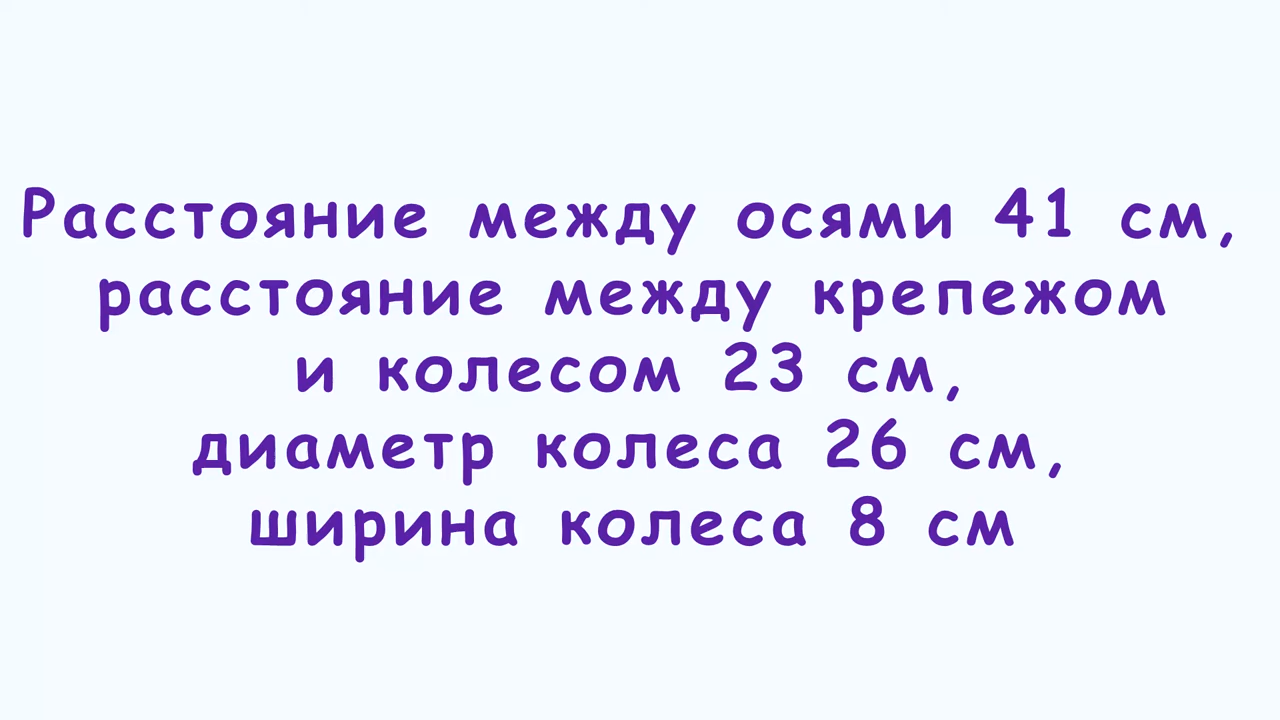 Расстояние между осями 41 см,
расстояние между крепежом
и колесом 23 см,
диаметр колеса 26 см,
ширина колеса 8 см